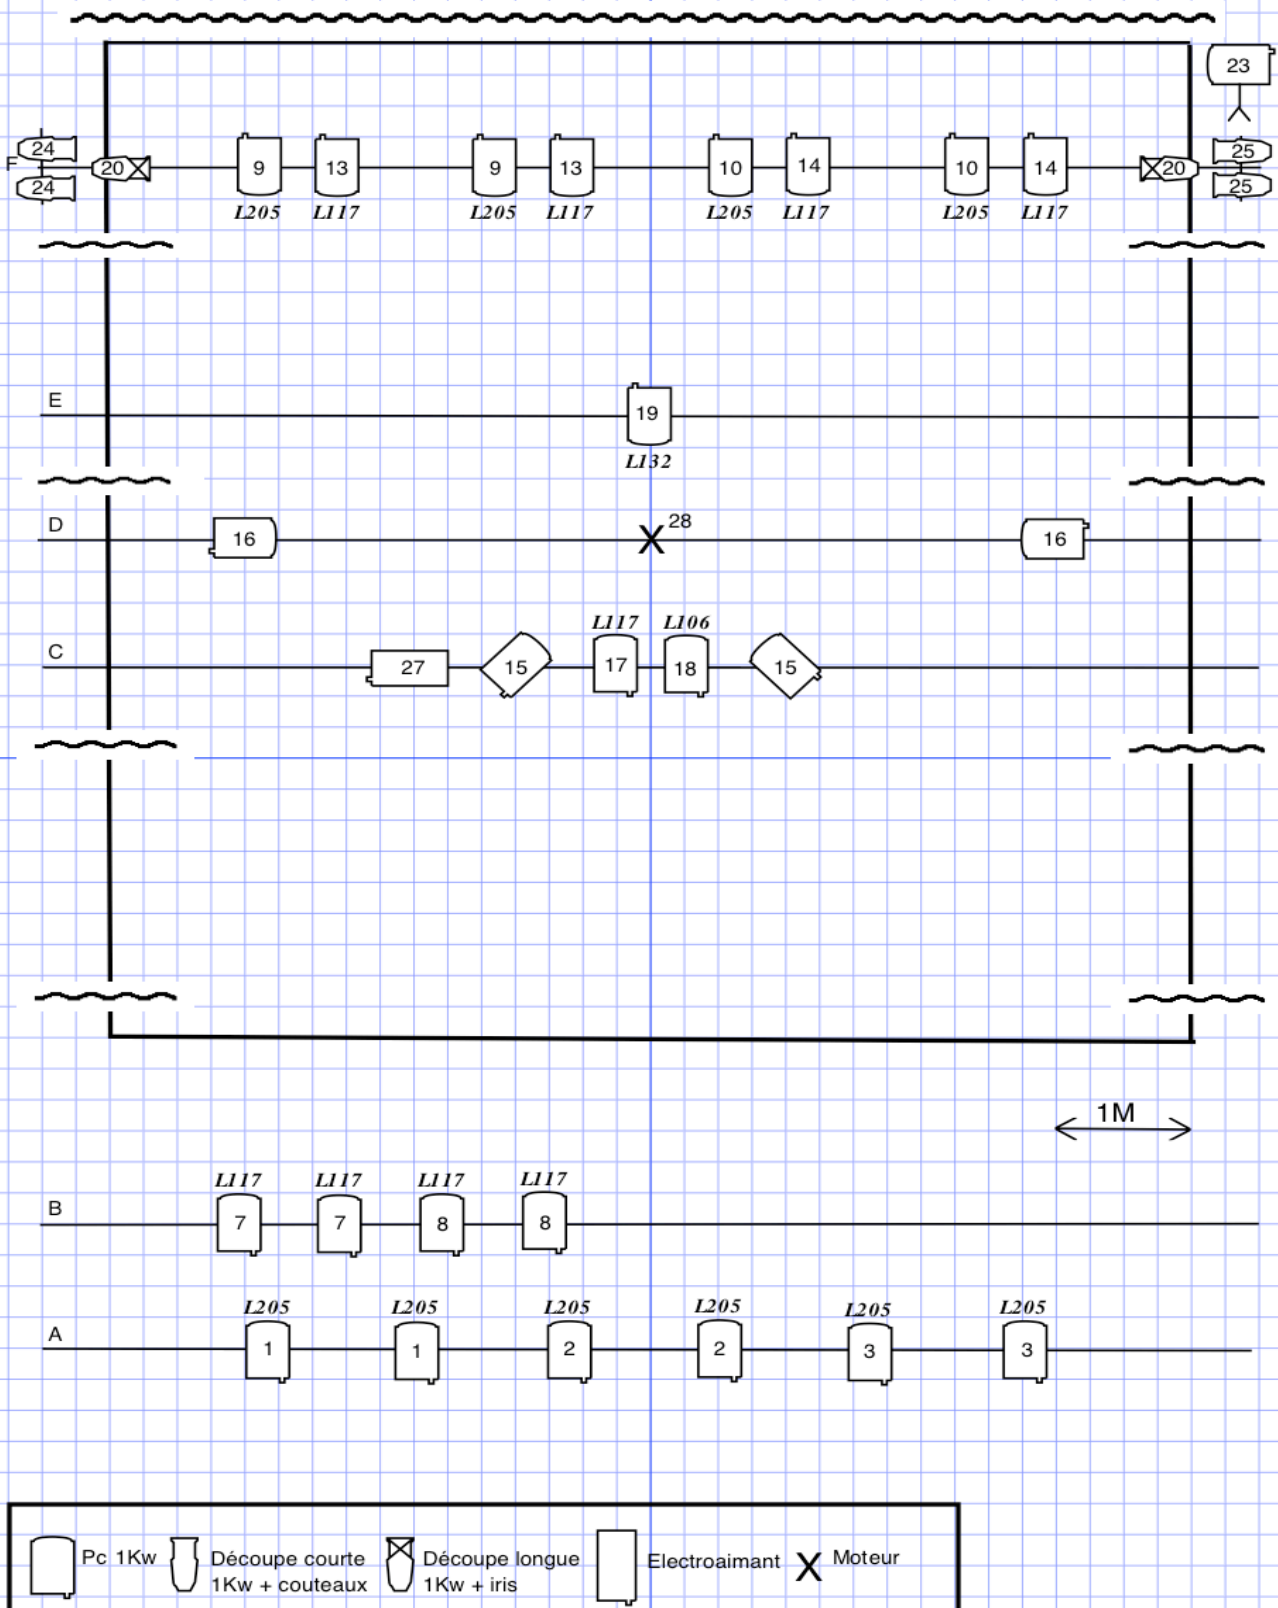 23
24
F
20
9
13
9
13
10
14
10
14
20
25
24
25
L205 L117 L205 L117 L205 L117 L205 L117
E
19
L132
D
16
28
16
L117 L106
C
27
15
17
18
15
1M
L117 L117 L117 L117
B
7
7
8
8
L205 L205 L205 L205 L205 L205
A
1
1
2
2
3
3
Pc 1Kw
Découpe courte
1Kw + couteaux
Découpe longue
1Kw + iris
Electroaimant
Moteur